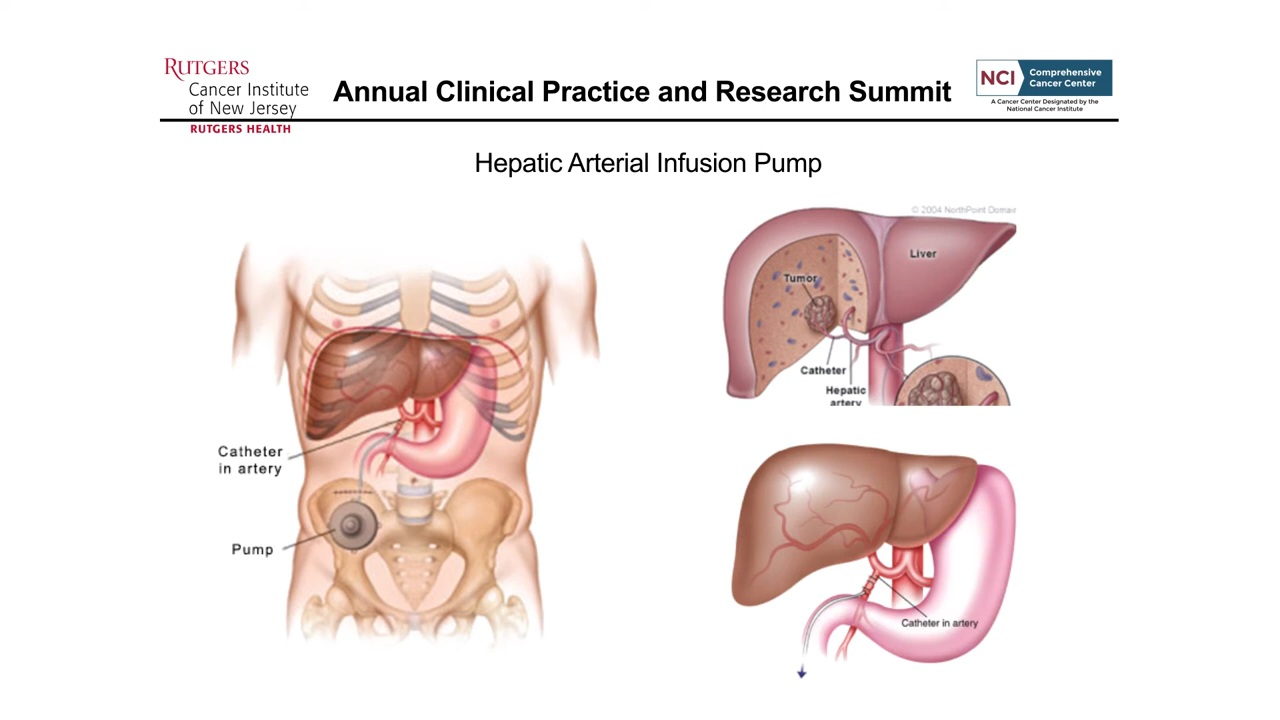 RUTGERS
Cancer Institute
of New Jersey
RUTGERS HEALTH
Annual Clinical Practice and Research Summit
NCI
Comprehensive
Cancer Center
A Cancer Center Designated by the
National Cancer Institute
Hepatic Arterial Infusion Pump
Catheter
in artery
Pump
© 2004 NorthPoint Domai
Liver
Tumor
Catheter
Hepatic
artery
Catheter in artery